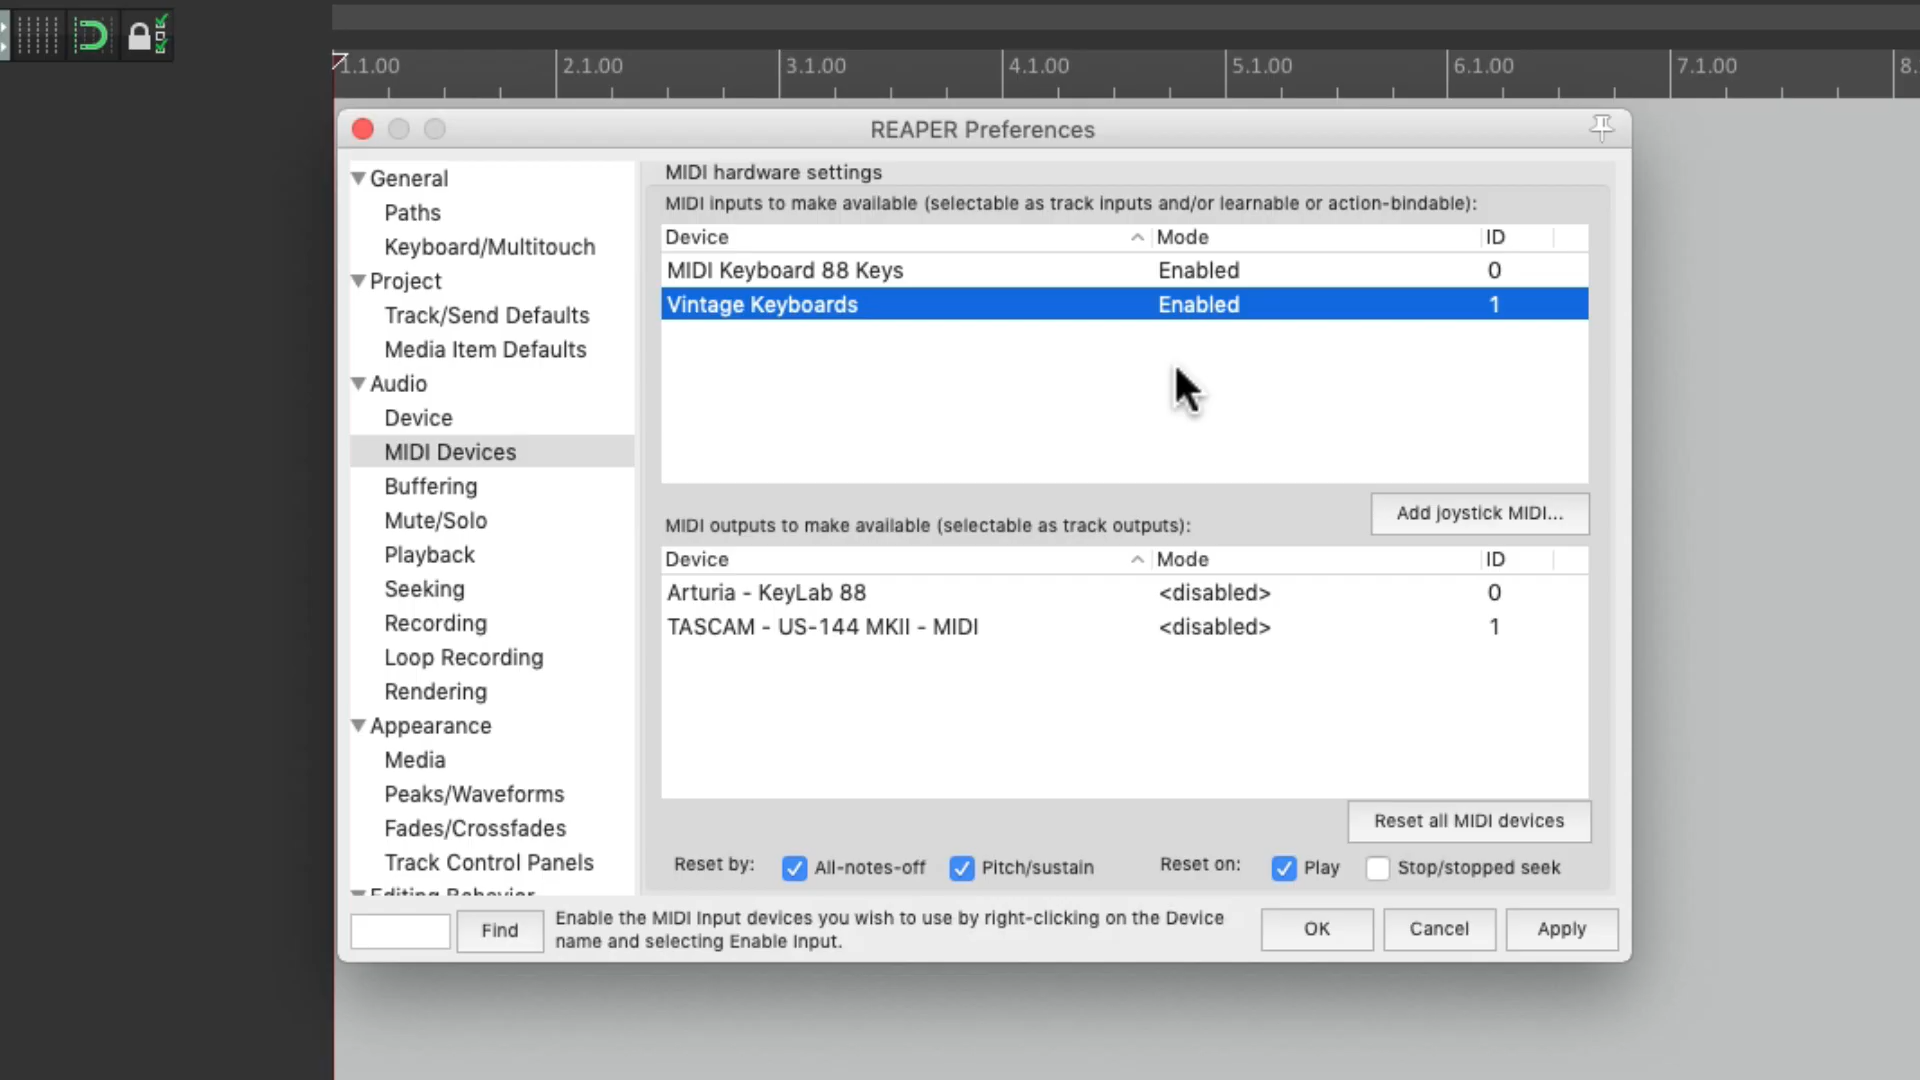 1.1.00 2.1.00 3.1.00 4.1.00 5.1.00 6.1.00 7.1.00 8.
REAPER Preferences
General
Paths
Keyboard/Multitouch
Project
Track/Send Defaults
Media Item Defaults
Audio
Device
MIDI Devices
Buffering
Mute/Solo
Playback
Seeking
Recording
Loop Recording
Rendering
Appearance
Media
Peaks/Waveforms
Fades/Crossfades
Track Control Panels
Editing Behavior
MIDI hardware settings
MIDI inputs to make available (selectable as track inputs and/or learnable or action-bindable):
Device Mode ID
MIDI Keyboard 88 Keys Enabled 0
Vintage Keyboards Enabled 1
Add joystick MIDI...
MIDI outputs to make available (selectable as track outputs):
Device Mode ID
Arturia - KeyLab 88 <disabled> 0
TASCAM - US-144 MKII - MIDI <disabled> 1
Reset all MIDI devices
Reset by: All-notes-off Pitch/sustain Reset on: Play Stop/stopped seek
Find
Enable the MIDI Input devices you wish to use by right-clicking on the Device
name and selecting Enable Input.
OK Cancel Apply